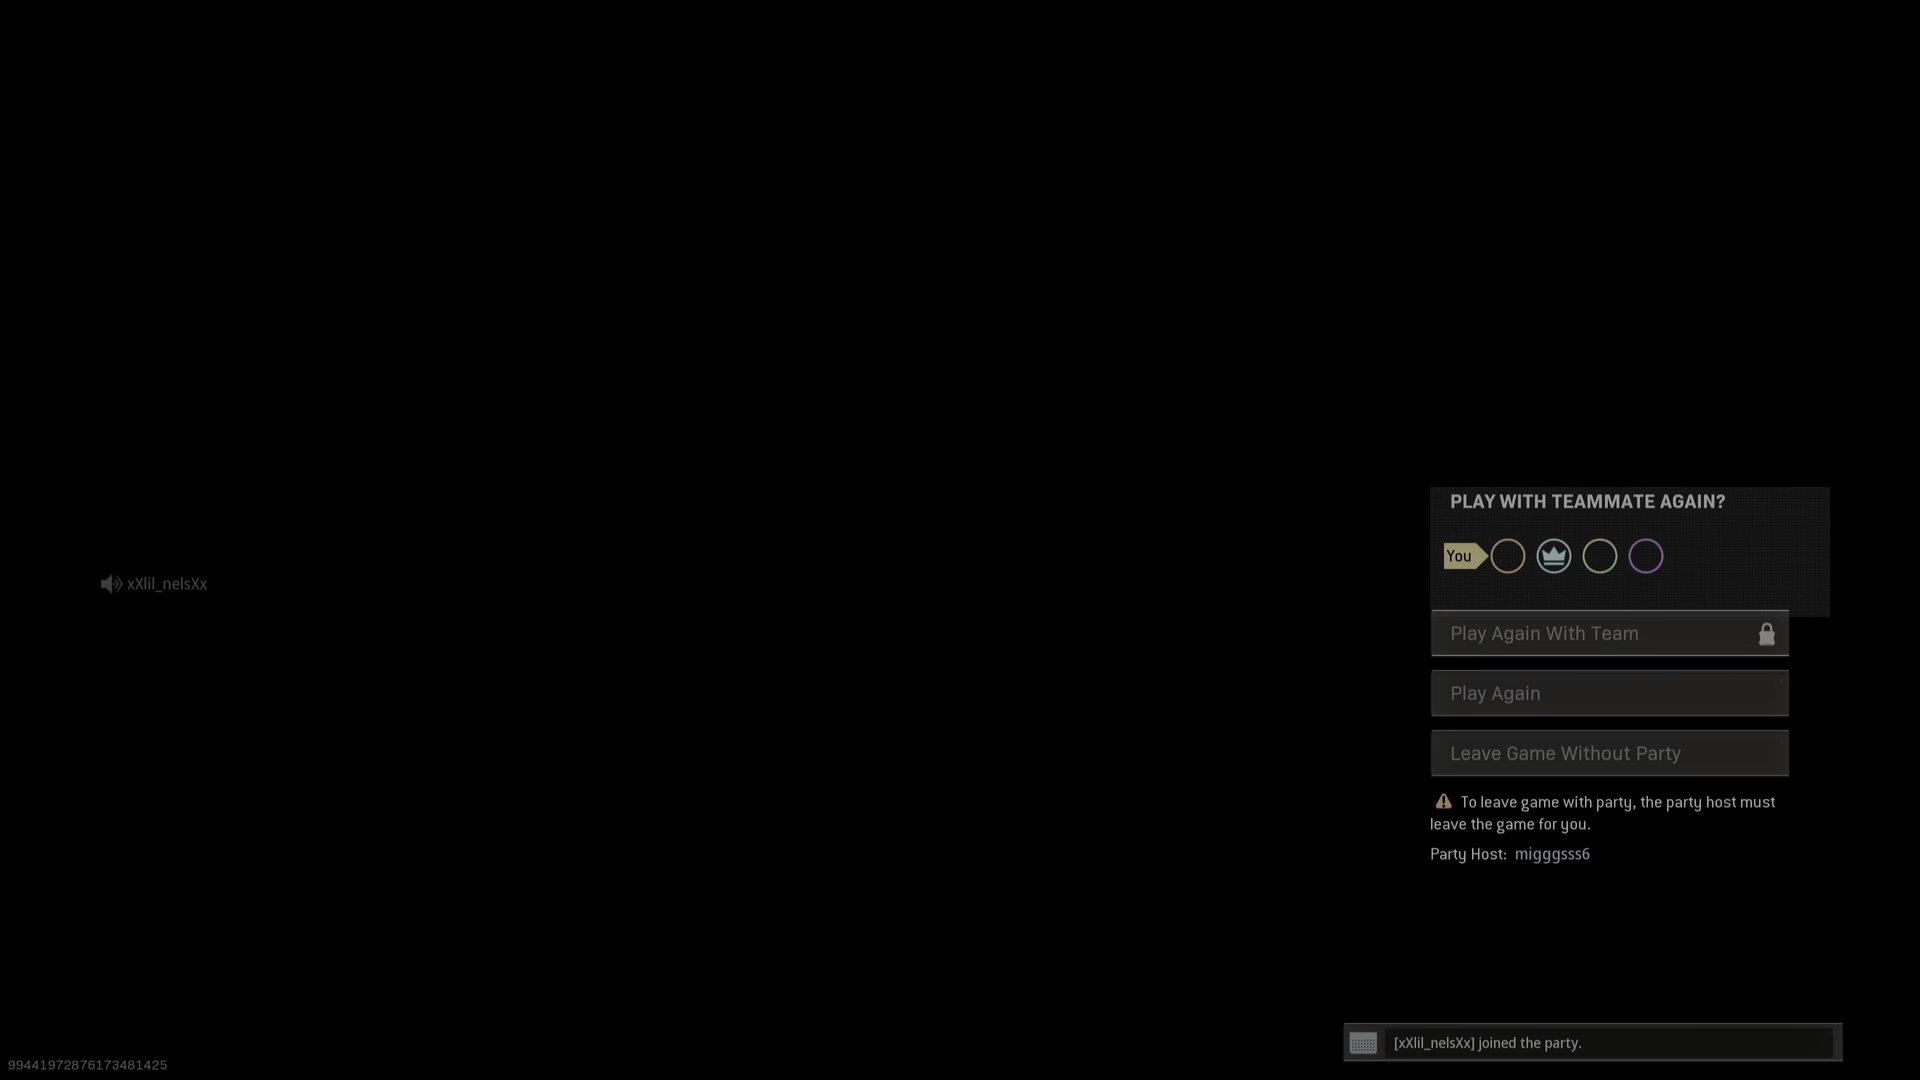 PLAY WITH TEAMMATE AGAIN?
You
xXlil_nelsXx
Play Again With Team
Play Again
Leave Game Without Party
To leave game with party, the party host must
leave the game for you.
Party Host: migggsss6
[xXlil_nelsXx] joined the party.
99441972876173481425